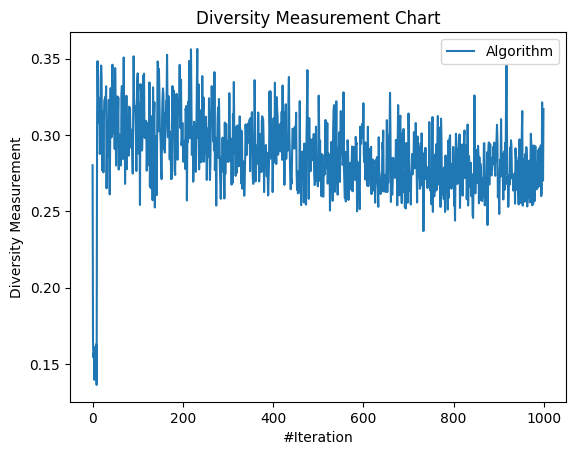 Diversity Measurement Chart
Algorithm
Diversity Measurement
0.35
0.30
0.25
0.20
0.15
0 200 400 600 800 1000
#Iteration